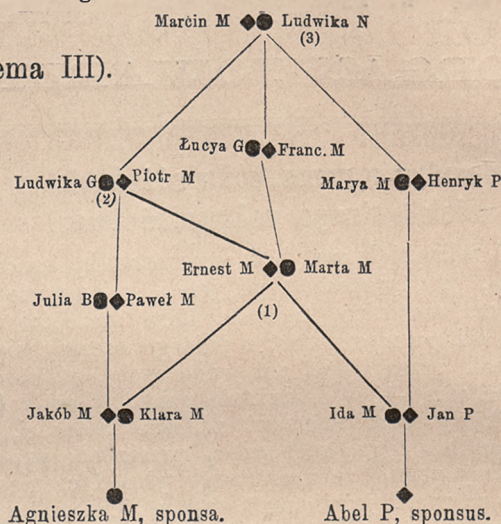 Marcin M Ludwika N
(3)
ema III).
Łucya G Franc. M
Ludwika G Piotr M
(2)
Marya M Henryk P
Ernest M Marta M
(1)
Julia B Paweł M
Jakób M Klara M
Ida M Jan P
Agnieszka M, sponsa.
Abel P, sponsus.